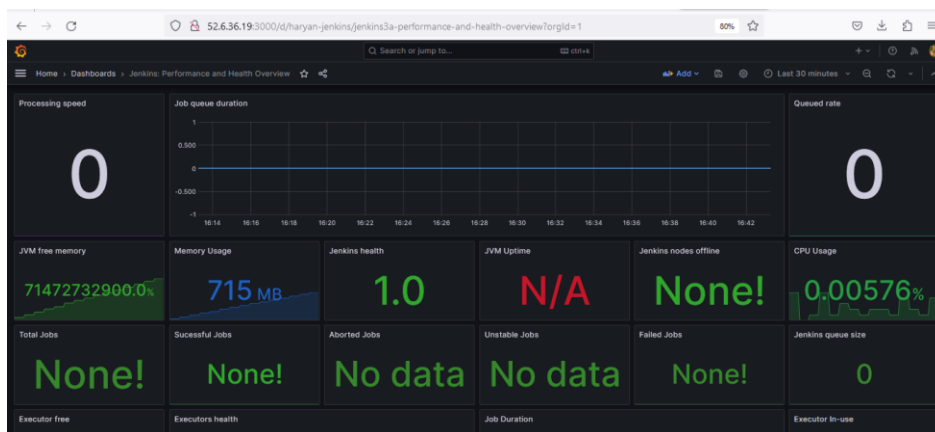 52.6.36.19:3000/d/haryan-jenkins/jenkins3a-performance-and-health-overview?orgId=1
80%
Search or jump to...
ctrl+k
Home › Dashboards › Jenkins: Performance and Health Overview
Add
Last 30 minutes
Processing speed
0
Job queue duration
1
0.500
0
-0.500
-1
16:14 16:16 16:18 16:20 16:22 16:24 16:26 16:28 16:30 16:32 16:34 16:36 16:38 16:40 16:42
Queued rate
0
JVM free memory
71472732900.0%
Memory Usage
715 MB
Jenkins health
1.0
JVM Uptime
N/A
Jenkins nodes offline
None!
CPU Usage
0.00576%
Total Jobs
None!
Sucessful Jobs
None!
Aborted Jobs
No data
Unstable Jobs
No data
Failed Jobs
None!
Jenkins queue size
0
Executor free
Executors health
Job Duration
Executor In-use